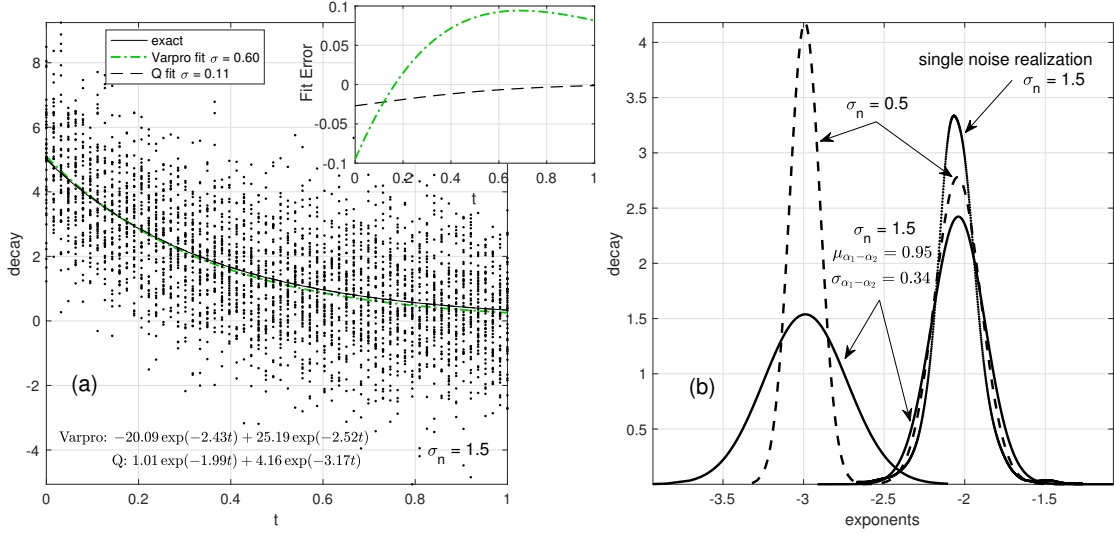 exact
Varpro fit σ = 0.60
Q fit σ = 0.11
decay
8
6
4
2
0
-2
-4
0
0.2
0.4
0.6
0.8
1
t
(a)
Varpro: −20.09 exp(−2.43t) + 25.19 exp(−2.52t)
Q: 1.01 exp(−1.99t) + 4.16 exp(−3.17t)
σn = 1.5
Fit Error
0.1
0.05
0
-0.05
-0.1
0
0.2
0.4
0.6
0.8
1
t
decay
4
3.5
3
2.5
2
1.5
1
0.5
-3.5
-3
-2.5
-2
-1.5
exponents
(b)
single noise realization
σn = 1.5
σn = 0.5
σn = 1.5
μα1−α2 = 0.95
σα1−α2 = 0.34